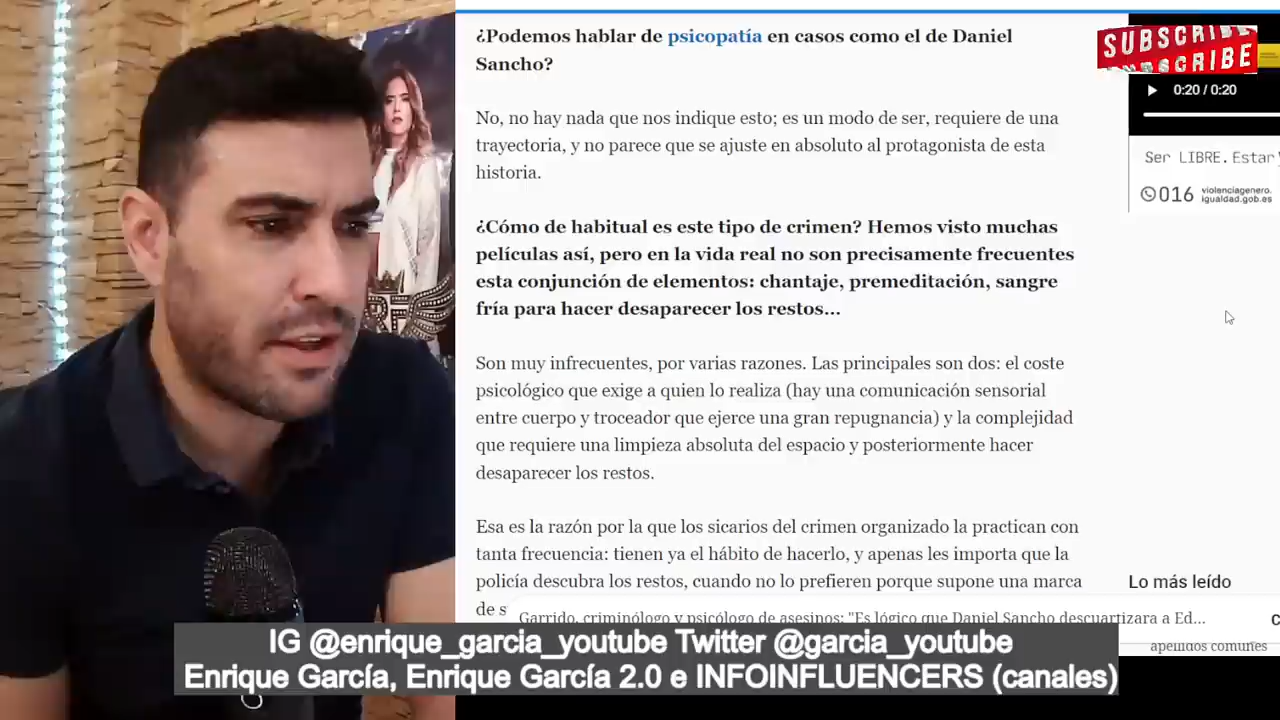 ¿Podemos hablar de psicopatía en casos como el de Daniel
Sancho?
No, no hay nada que nos indique esto; es un modo de ser, requiere de una
trayectoria, y no parece que se ajuste en absoluto al protagonista de esta
historia.
¿Cómo de habitual es este tipo de crimen? Hemos visto muchas
películas así, pero en la vida real no son precisamente frecuentes
esta conjunción de elementos: chantaje, premeditación, sangre
fría para hacer desaparecer los restos...
Son muy infrecuentes, por varias razones. Las principales son dos: el coste
psicológico que exige a quien lo realiza (hay una comunicación sensorial
entre cuerpo y troceador que ejerce una gran repugnancia) y la complejidad
que requiere una limpieza absoluta del espacio y posteriormente hacer
desaparecer los restos.
Esa es la razón por la que los sicarios del crimen organizado la practican con
tanta frecuencia: tienen ya el hábito de hacerlo, y apenas les importa que la
policía descubra los restos, cuando no lo prefieren porque supone una marca
de s
Garrido, criminólogo y psicólogo de asesinos: "Es lógico que Daniel Sancho descuartizara a Ed...
SUBSCRIBE
SUBSCRIBE
0:20 / 0:20
Ser LIBRE. Estar
016 violenciagenero.
igualdad.gob.es
Lo más leído
apellidos comunes
IG @enrique_garcia_youtube Twitter @garcia_youtube
Enrique García, Enrique García 2.0 e INFOINFLUENCERS (canales)